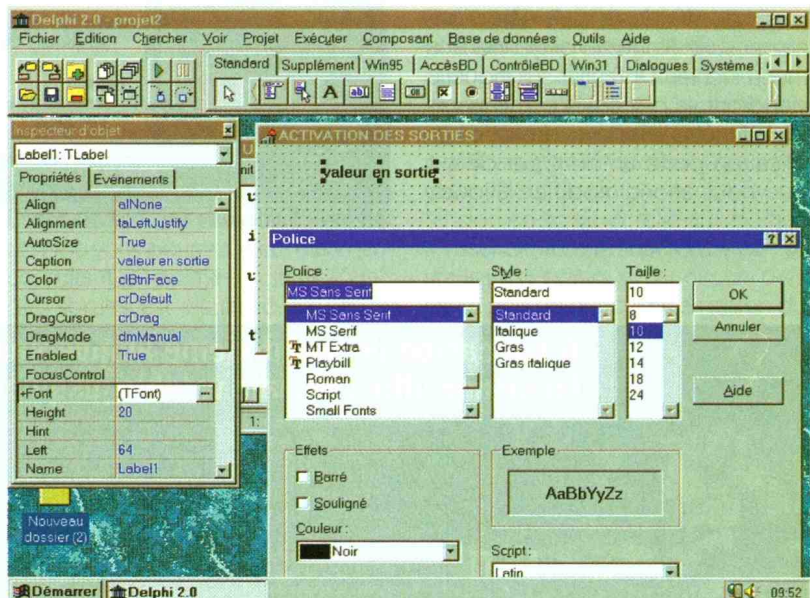 Delphi 2.0 - projet2
Fichier Edition Chercher Voir Projet Exécuter Composant Base de données Outils Aide
Standard Supplément Win95 AccèsBD ContrôleBD Win31 Dialogues Système
Inspecteur d'objet
Label1: TLabel
Propriétés Evénements
Align alNone
Alignment taLeftJustify
AutoSize True
Caption valeur en sortie
Color clBtnFace
Cursor crDefault
DragCursor crDrag
DragMode dmManual
Enabled True
FocusControl
+Font (TFont)
Height 20
Hint
Left 64
Name Label1
ACTIVATION DES SORTIES
valeur en sortie
Police
Police :
MS Sans Serif
MS Sans Serif
MS Serif
MT Extra
Playbill
Roman
Script
Small Fonts
Style :
Standard
Standard
Italique
Gras
Gras italique
Taille :
10
8
10
12
14
18
24
OK
Annuler
Aide
Effets
Barré
Souligné
Couleur :
Noir
Exemple
AaBbYyZz
Script :
Latin
1:
Nouveau
dossier (2)
Démarrer Delphi 2.0 09:52